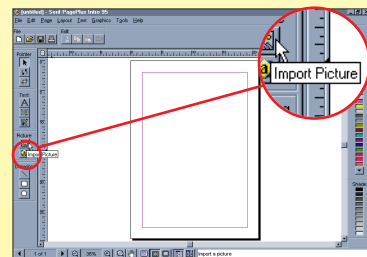 [untitled] - Serif PagePlus Intro 95
File Edit Page Layout Text Graphics Tools Help
File
Edit
Pointer
Text
A
Picture
Import Picture
Import Picture
Shade
1 of 1
36%
Import a picture